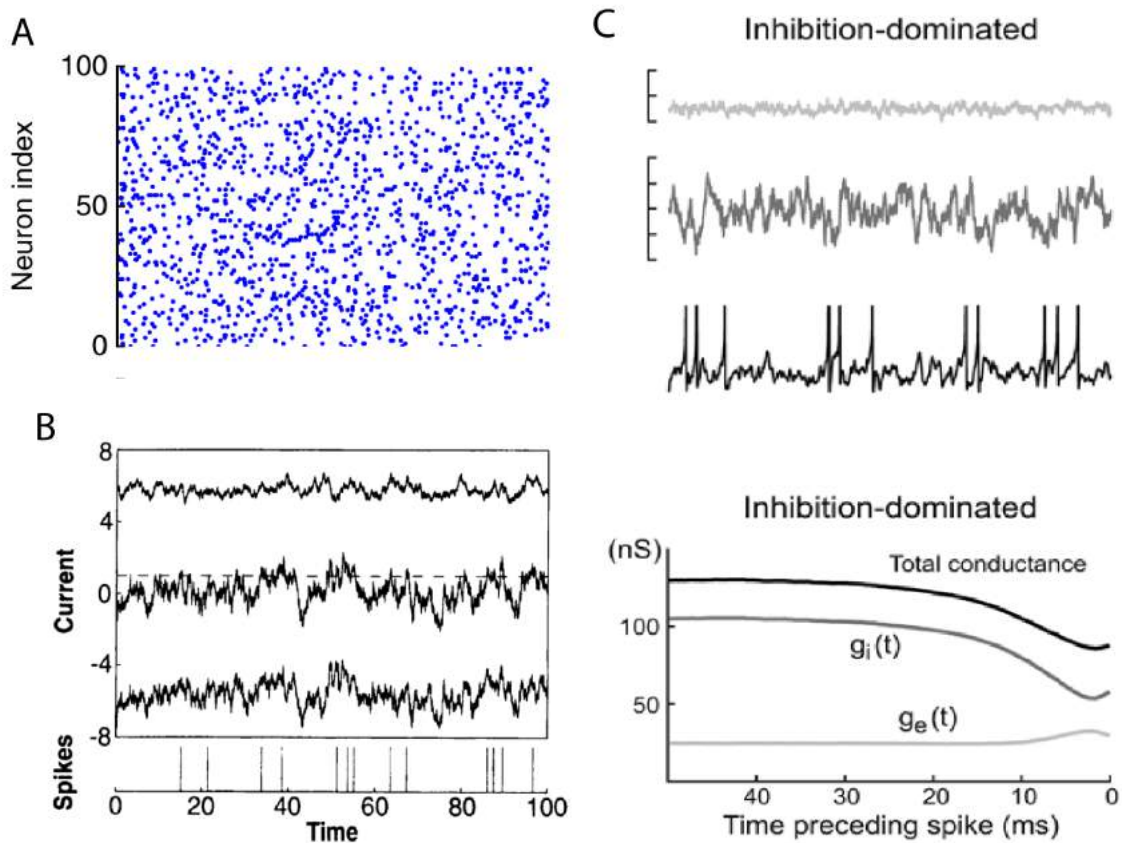 A
100
50
0
Neuron index
B
8
4
0
-4
-8
Current
Spikes
0 20 40 60 80 100
Time
C
Inhibition-dominated
Inhibition-dominated
(nS)
100
50
Total conductance
gi(t)
ge(t)
40 30 20 10 0
Time preceding spike (ms)